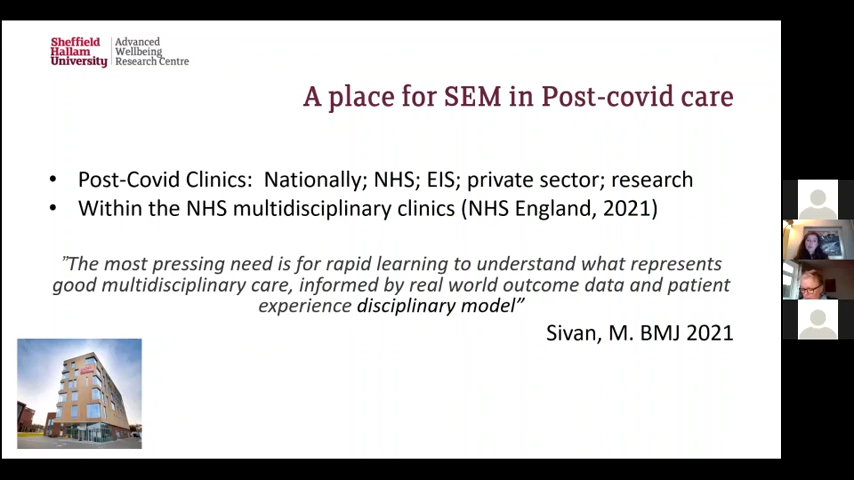 Sheffield Hallam University
Advanced Wellbeing Research Centre
A place for SEM in Post-covid care
• Post-Covid Clinics: Nationally; NHS; EIS; private sector; research
• Within the NHS multidisciplinary clinics (NHS England, 2021)
”The most pressing need is for rapid learning to understand what represents
good multidisciplinary care, informed by real world outcome data and patient
experience disciplinary model”
Sivan, M. BMJ 2021